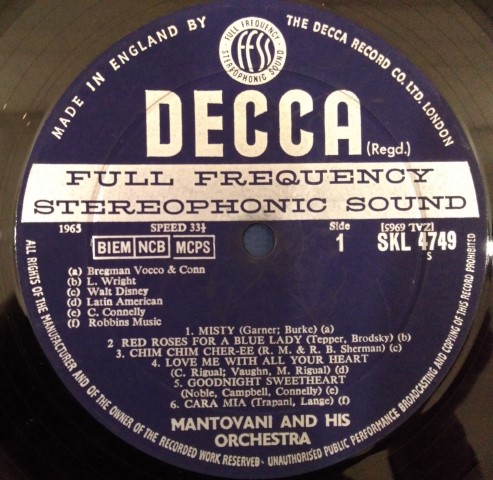 MADE IN ENGLAND BY
THE DECCA RECORD CO. LTD. LONDON
FULL FREQUENCY
FFSS
STEREOPHONIC SOUND
DECCA (Regd.)
FULL FREQUENCY
STEREOPHONIC SOUND
1965 SPEED 33⅓ Side 1 [ZAL 6965]
BIEM NCB MCPS SKL 4749
S
(a) Bregman Vocco & Conn
(b) L. Wright
(c) Walt Disney
(d) Latin American
(e) C. Connelly
(f) Robbins Music
1. MISTY (Garner; Burke) (a)
2 RED ROSES FOR A BLUE LADY (Tepper, Brodsky) (b)
3. CHIM CHIM CHER-EE (R. M. & R. B. Sherman) (c)
4. LOVE ME WITH ALL YOUR HEART
(C. Rigual; Vaughn, M. Rigual) (d)
5. GOODNIGHT SWEETHEART
(Noble, Campbell, Connelly) (e)
6. CARA MIA (Trapani, Lange) (f)
MANTOVANI AND HIS
ORCHESTRA
ALL RIGHTS OF THE MANUFACTURER AND OF THE OWNER OF THE RECORDED WORK RESERVED · UNAUTHORISED PUBLIC PERFORMANCE BROADCASTING AND COPYING OF THIS RECORD PROHIBITED